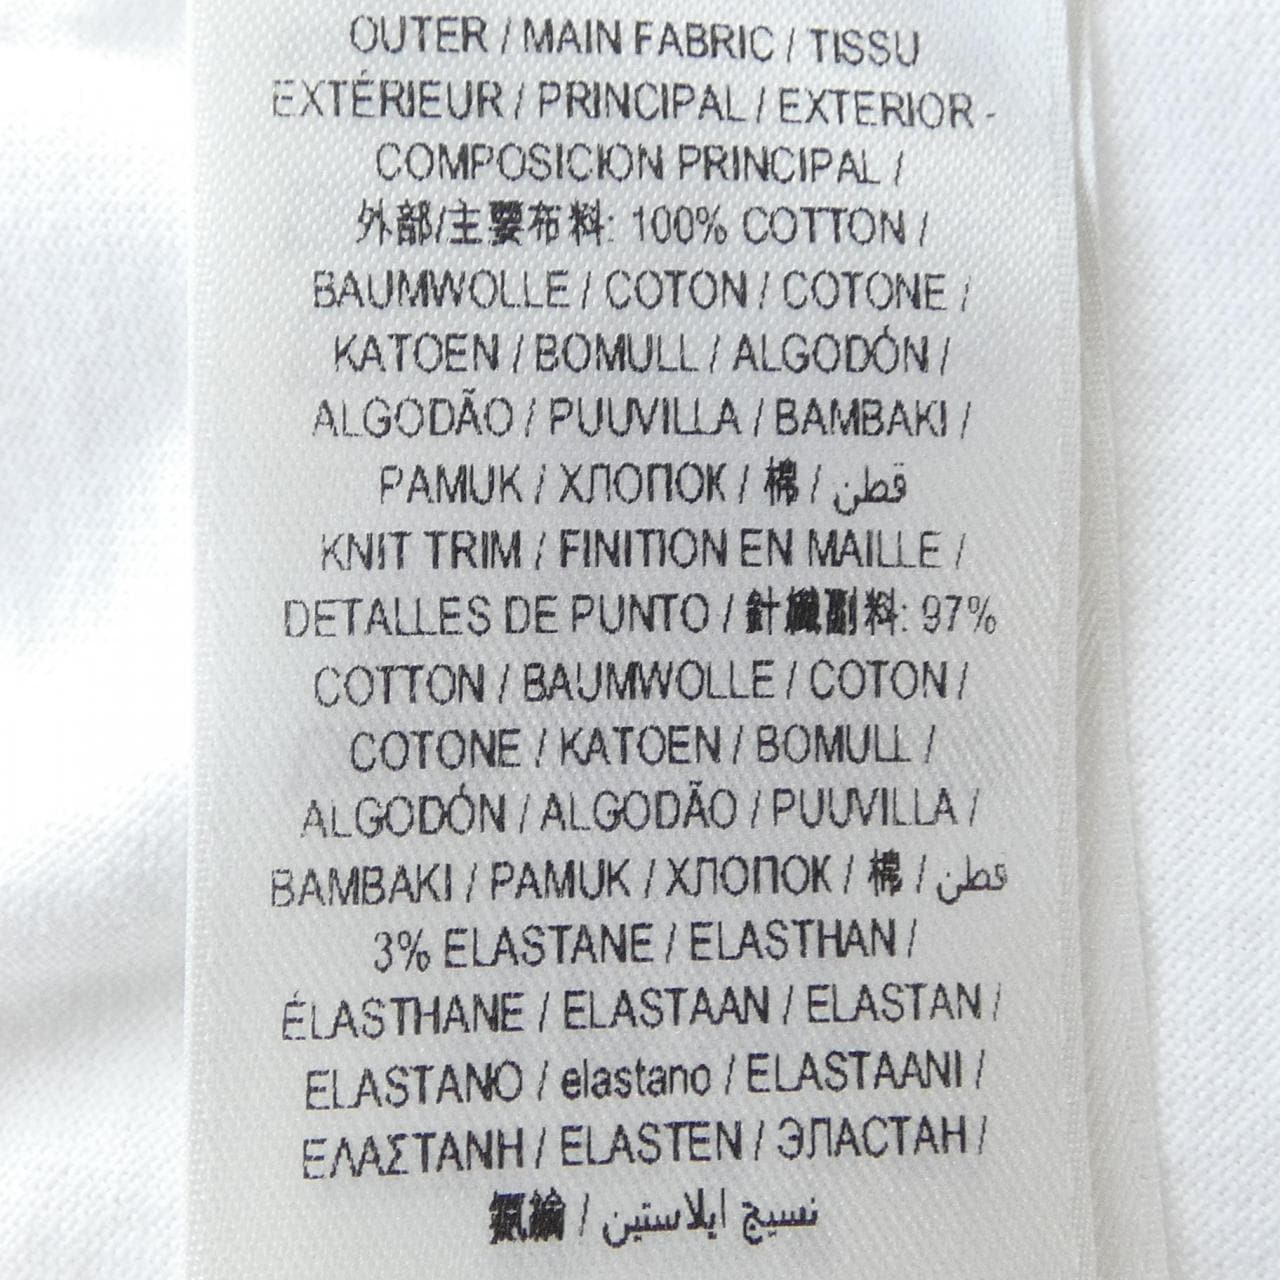 OUTER / MAIN FABRIC / TISSU
EXTÉRIEUR / PRINCIPAL / EXTERIOR -
COMPOSICION PRINCIPAL /
外部/主要布料: 100% COTTON /
BAUMWOLLE / COTON / COTONE /
KATOEN / BOMULL / ALGODÓN /
ALGODÃO / PUUVILLA / BAMBAKI /
PAMUK / ХЛОПОК / 棉 / قطن
KNIT TRIM / FINITION EN MAILLE /
DETALLES DE PUNTO / 針織副料: 97%
COTTON / BAUMWOLLE / COTON /
COTONE / KATOEN / BOMULL /
ALGODÓN / ALGODÃO / PUUVILLA /
BAMBAKI / PAMUK / ХЛОПОК / 棉 / قطن
3% ELASTANE / ELASTHAN /
ÉLASTHANE / ELASTAAN / ELASTAN /
ELASTANO / elastano / ELASTAANI /
ΕΛΑΣΤΑΝΗ / ELASTEN / ЭЛАСТАН /
氨綸 / نسيج ايلاستين